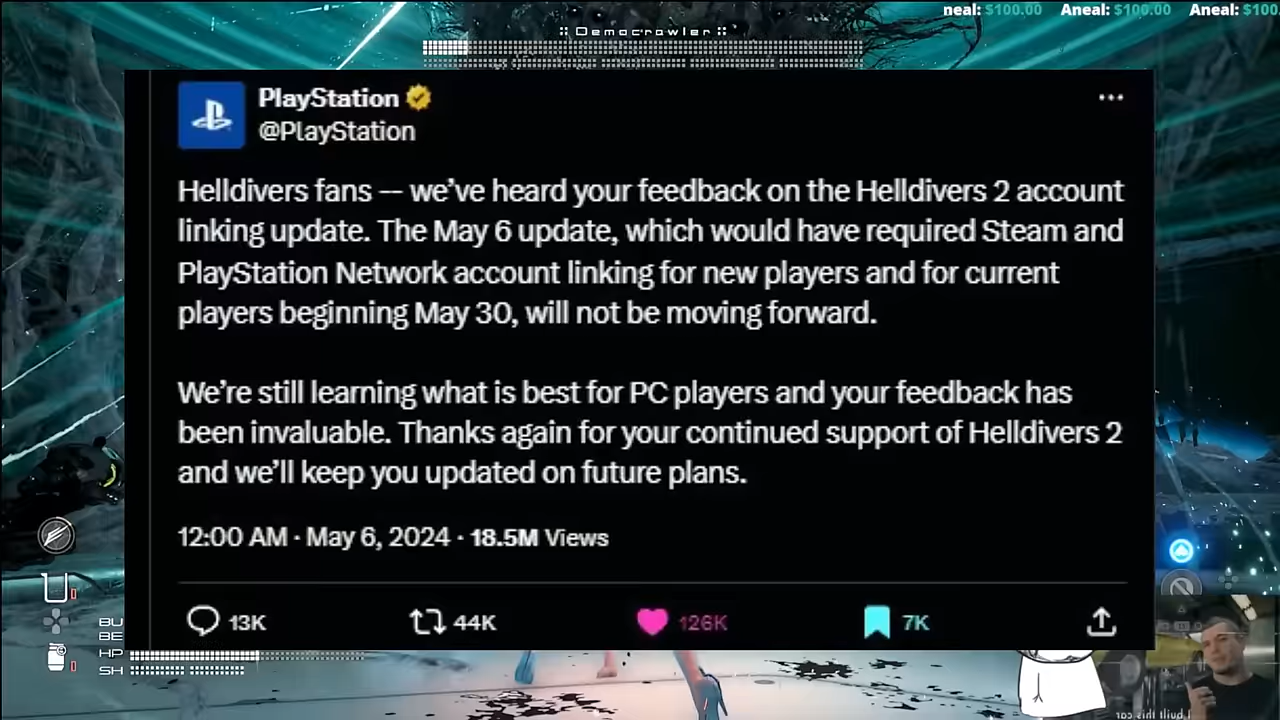 neal: $100.00 Aneal: $100.00 Aneal: $100
:: Democrawler ::
PlayStation
@PlayStation
Helldivers fans -- we’ve heard your feedback on the Helldivers 2 account
linking update. The May 6 update, which would have required Steam and
PlayStation Network account linking for new players and for current
players beginning May 30, will not be moving forward.
We’re still learning what is best for PC players and your feedback has
been invaluable. Thanks again for your continued support of Helldivers 2
and we’ll keep you updated on future plans.
12:00 AM · May 6, 2024 · 18.5M Views
13K 44K 126K 7K
BU
BE
HP
SH